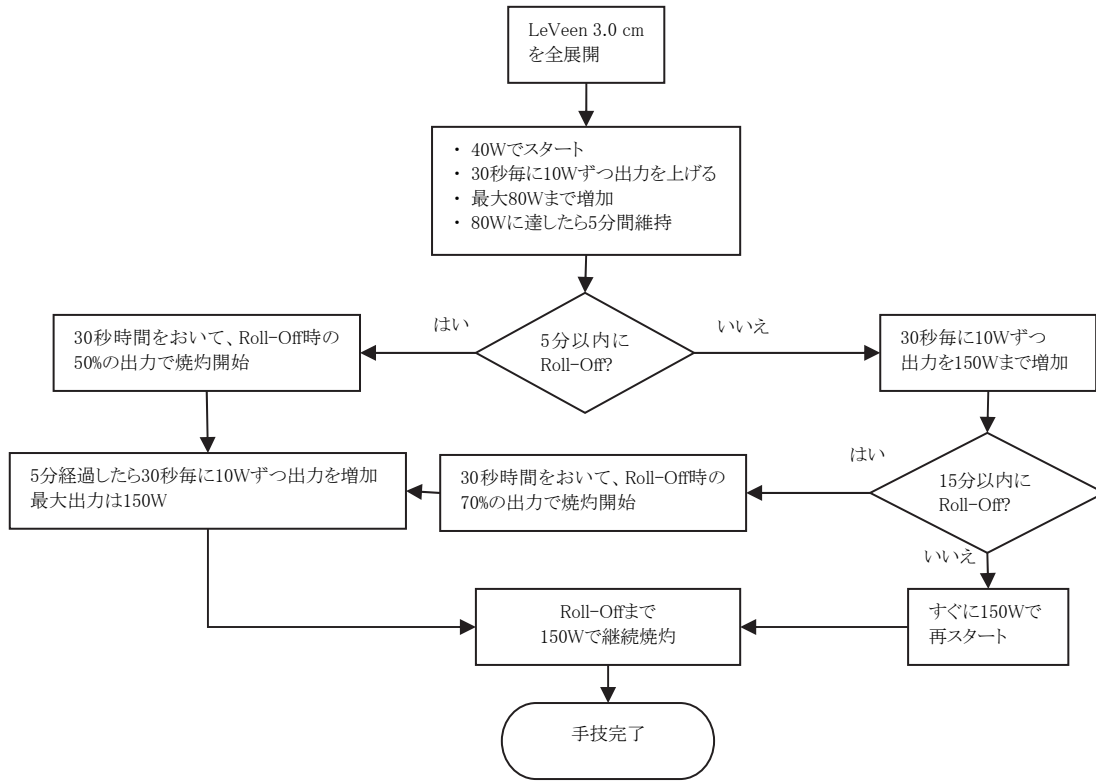 LeVeen 3.0 cm
を全展開
・ 40Wでスタート
・ 30秒毎に10Wずつ出力を上げる
・ 最大80Wまで増加
・ 80Wに達したら5分間維持
5分以内に
Roll-Off?
はい
いいえ
30秒時間をおいて、Roll-Off時の
50%の出力で焼灼開始
30秒毎に10Wずつ
出力を150Wまで増加
5分経過したら30秒毎に10Wずつ出力を増加
最大出力は150W
30秒時間をおいて、Roll-Off時の
70%の出力で焼灼開始
はい
15分以内に
Roll-Off?
いいえ
Roll-Offまで
150Wで継続焼灼
すぐに150Wで
再スタート
手技完了